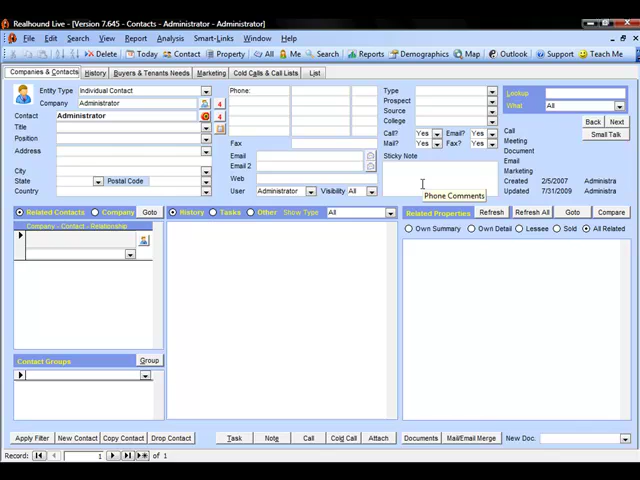 Realhound Live - [Version 7.645 - Contacts - Administrator - Administrator]
File Edit Search View Report Analysis Smart-Links Window Help
Delete Today Contact Property All Me Search Reports Demographics Map Outlook Support Teach Me
Companies & Contacts History Buyers & Tenants Needs Marketing Cold Calls & Call Lists List
Entity Type Individual Contact Phone: Type Lookup
Company Administrator 4 Prospect What All
Contact Administrator 4 Source
Title College Back Next
Position Call? Yes Email? Yes Call Small Talk
Address Fax Mail? Yes Fax? Yes Meeting
Email Sticky Note Document
Email 2 Email
City Web Marketing
State Postal Code Created 2/5/2007 Administra
Country User Administrator Visibility All Phone Comments Updated 7/31/2009 Administra
Related Contacts Company Goto History Tasks Other Show Type All Related Properties Refresh Refresh All Goto Compare
Company - Contact - Relationship Own Summary Own Detail Lessee Sold All Related
Contact Groups Group
Apply Filter New Contact Copy Contact Drop Contact Task Note Call Cold Call Attach Documents Mail/Email Merge New Doc.
Record: 1 of 1